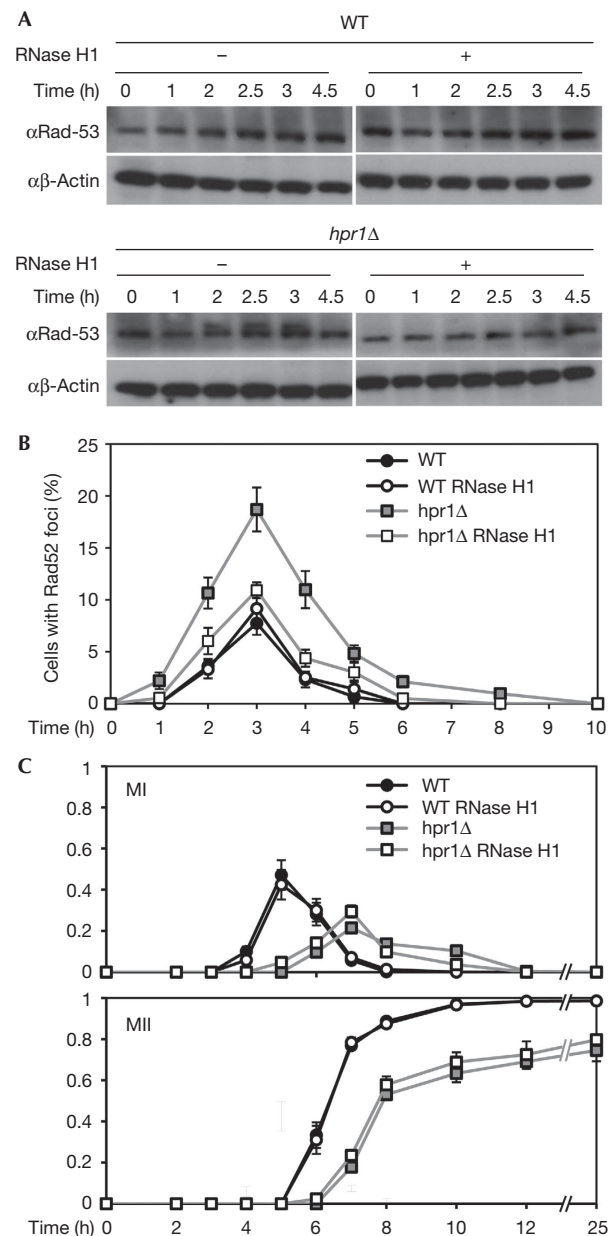 A
WT
RNase H1 – +
Time (h) 0 1 2 2.5 3 4.5 0 1 2 2.5 3 4.5
αRad-53
αβ-Actin
hpr1Δ
RNase H1 – +
Time (h) 0 1 2 2.5 3 4.5 0 1 2 2.5 3 4.5
αRad-53
αβ-Actin
B
Cells with Rad52 foci (%)
25
20
15
10
5
0
WT
WT RNase H1
hpr1Δ
hpr1Δ RNase H1
Time (h) 0 1 2 3 4 5 6 7 8 9 10
C
MI
1
0.8
0.6
0.4
0.2
0
WT
WT RNase H1
hpr1Δ
hpr1Δ RNase H1
MII
1
0.8
0.6
0.4
0.2
0
Time (h) 0 2 4 6 8 10 12 25